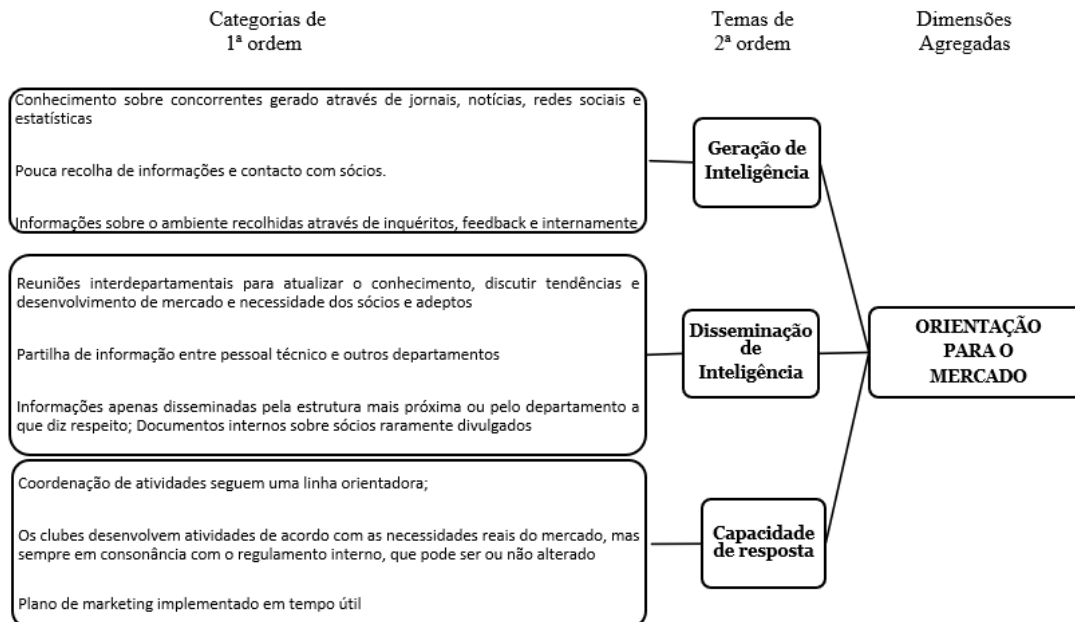 Categorias de
1ª ordem
Temas de
2ª ordem
Dimensões
Agregadas
Conhecimento sobre concorrentes gerado através de jornais, notícias, redes sociais e
estatísticas
Pouca recolha de informações e contacto com sócios.
Informações sobre o ambiente recolhidas através de inquéritos, feedback e internamente
Geração de
Inteligência
Reuniões interdepartamentais para atualizar o conhecimento, discutir tendências e
desenvolvimento de mercado e necessidade dos sócios e adeptos
Partilha de informação entre pessoal técnico e outros departamentos
Informações apenas disseminadas pela estrutura mais próxima ou pelo departamento a
que diz respeito; Documentos internos sobre sócios raramente divulgados
Disseminação
de
Inteligência
ORIENTAÇÃO
PARA O
MERCADO
Coordenação de atividades seguem uma linha orientadora;
Os clubes desenvolvem atividades de acordo com as necessidades reais do mercado, mas
sempre em consonância com o regulamento interno, que pode ser ou não alterado
Plano de marketing implementado em tempo útil
Capacidade
de resposta